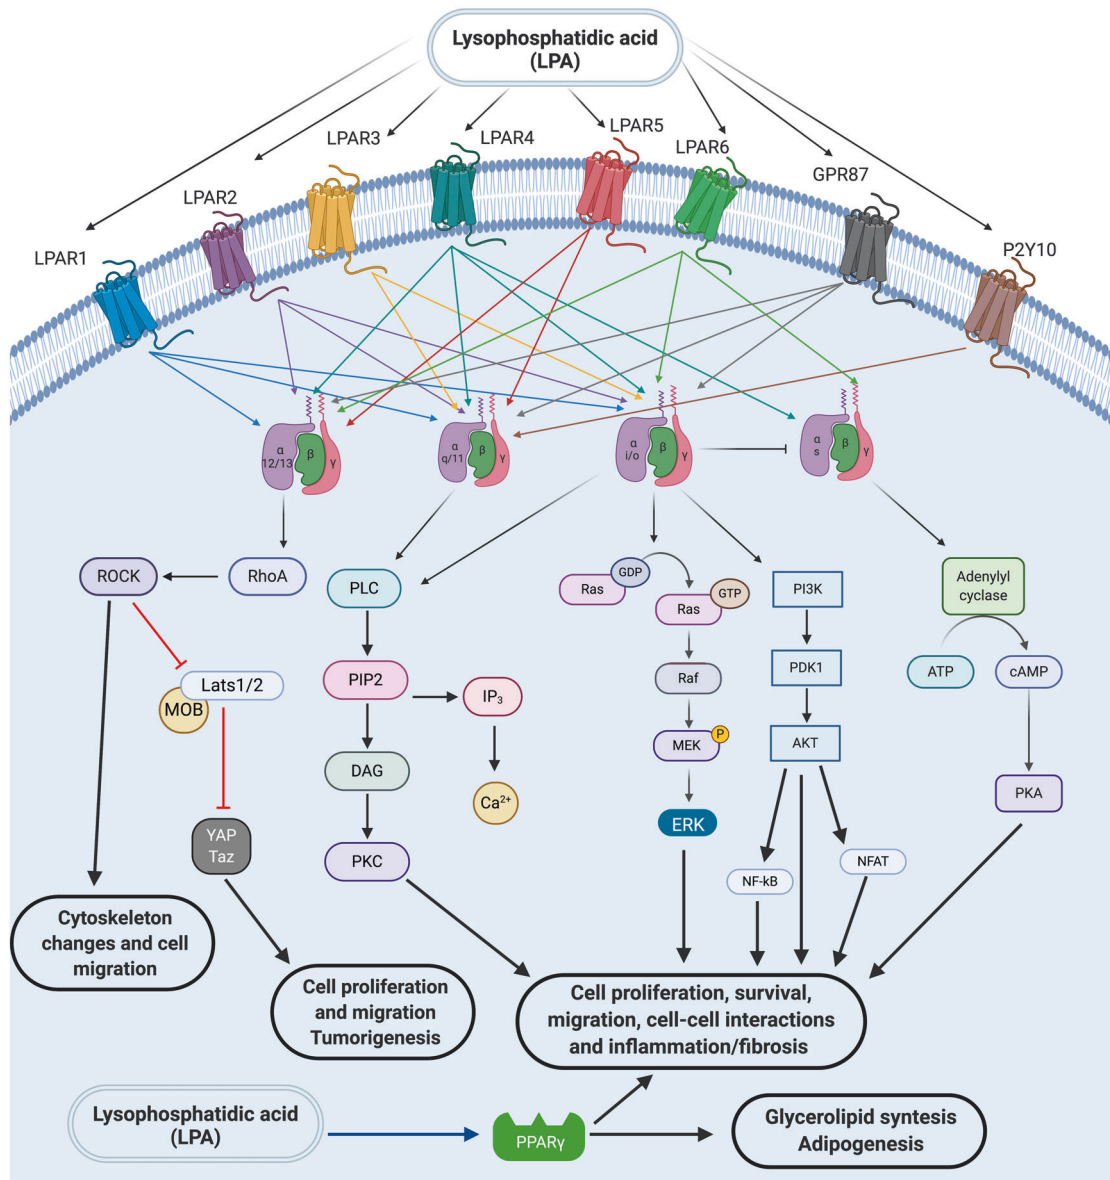 Lysophosphatidic acid
(LPA)
LPAR3
LPAR4
LPAR5
LPAR6
GPR87
LPAR2
P2Y10
LPAR1
α
12/13
β
γ
α
q/11
β
γ
α
i/o
β
γ
α
s
β
γ
ROCK
RhoA
PLC
Ras
GDP
Ras
GTP
PI3K
Adenylyl
cyclase
Lats1/2
MOB
PIP2
IP₃
Raf
PDK1
ATP
cAMP
DAG
Ca²⁺
MEK
P
AKT
PKA
YAP
Taz
PKC
ERK
NF-kB
NFAT
Cytoskeleton
changes and cell
migration
Cell proliferation
and migration
Tumorigenesis
Cell proliferation, survival,
migration, cell-cell interactions
and inflammation/fibrosis
Lysophosphatidic acid
(LPA)
PPARγ
Glycerolipid syntesis
Adipogenesis